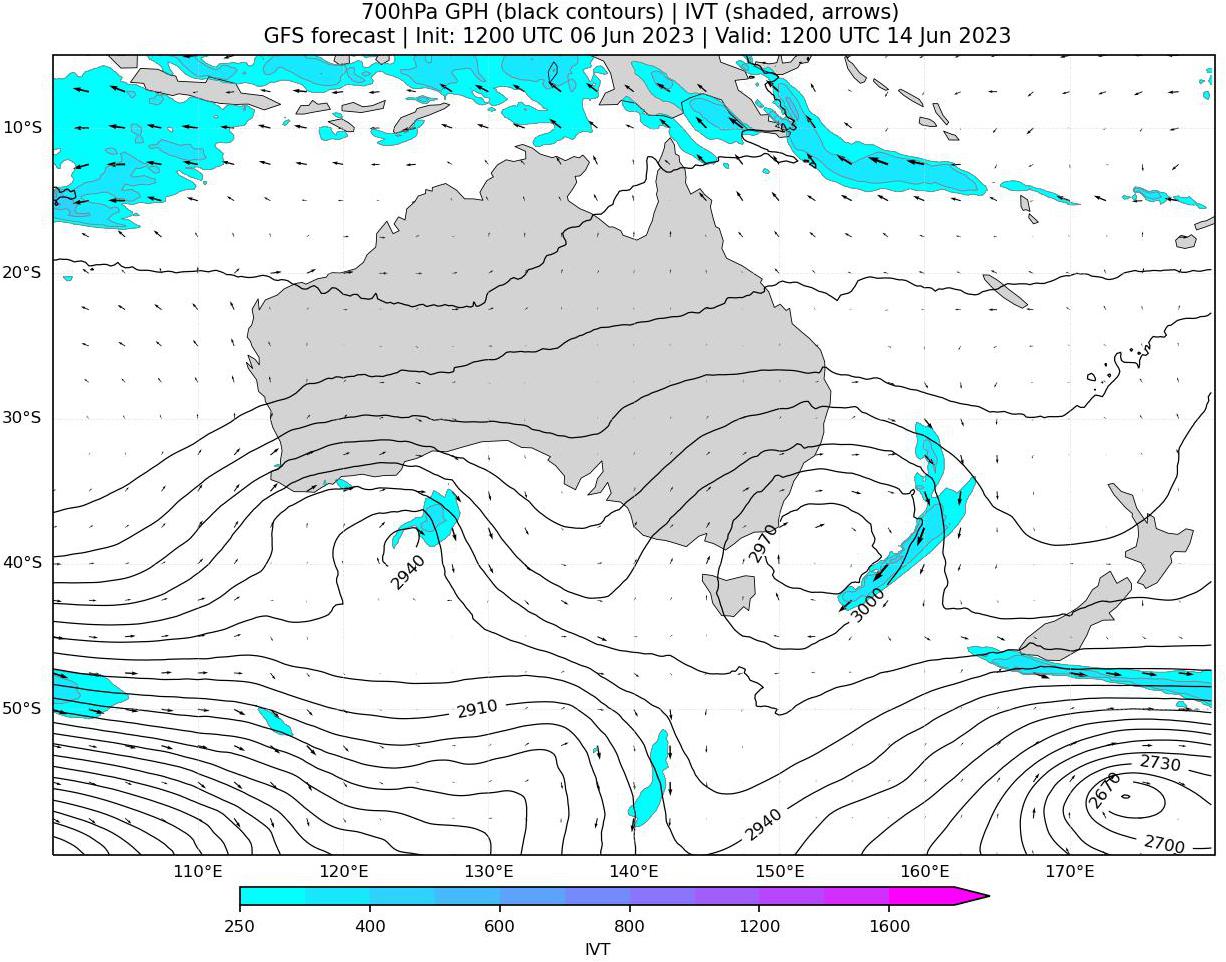 700hPa GPH (black contours) | IVT (shaded, arrows)
GFS forecast | Init: 1200 UTC 06 Jun 2023 | Valid: 1200 UTC 14 Jun 2023
10°S
20°S
30°S
40°S
50°S
2970
2940
3000
2910
2730
2670
2940
2700
110°E 120°E 130°E 140°E 150°E 160°E 170°E
250 400 600 800 1200 1600
IVT